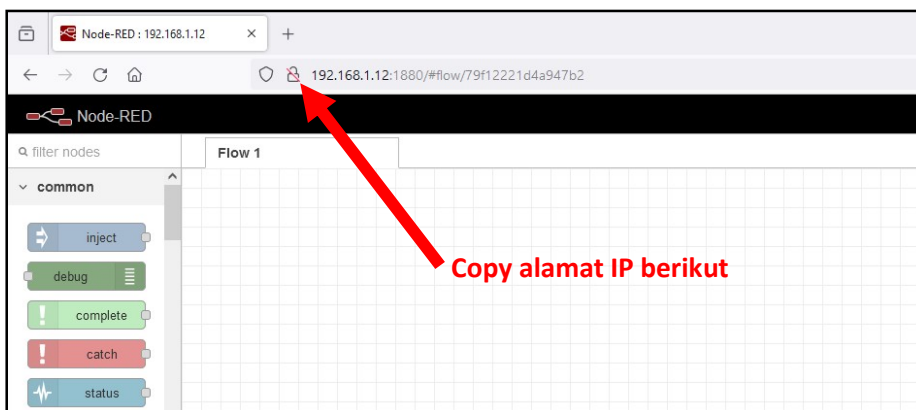 Node-RED : 192.168.1.12
192.168.1.12:1880/#flow/79f12221d4a947b2
Node-RED
filter nodes
Flow 1
common
inject
debug
complete
catch
status
Copy alamat IP berikut